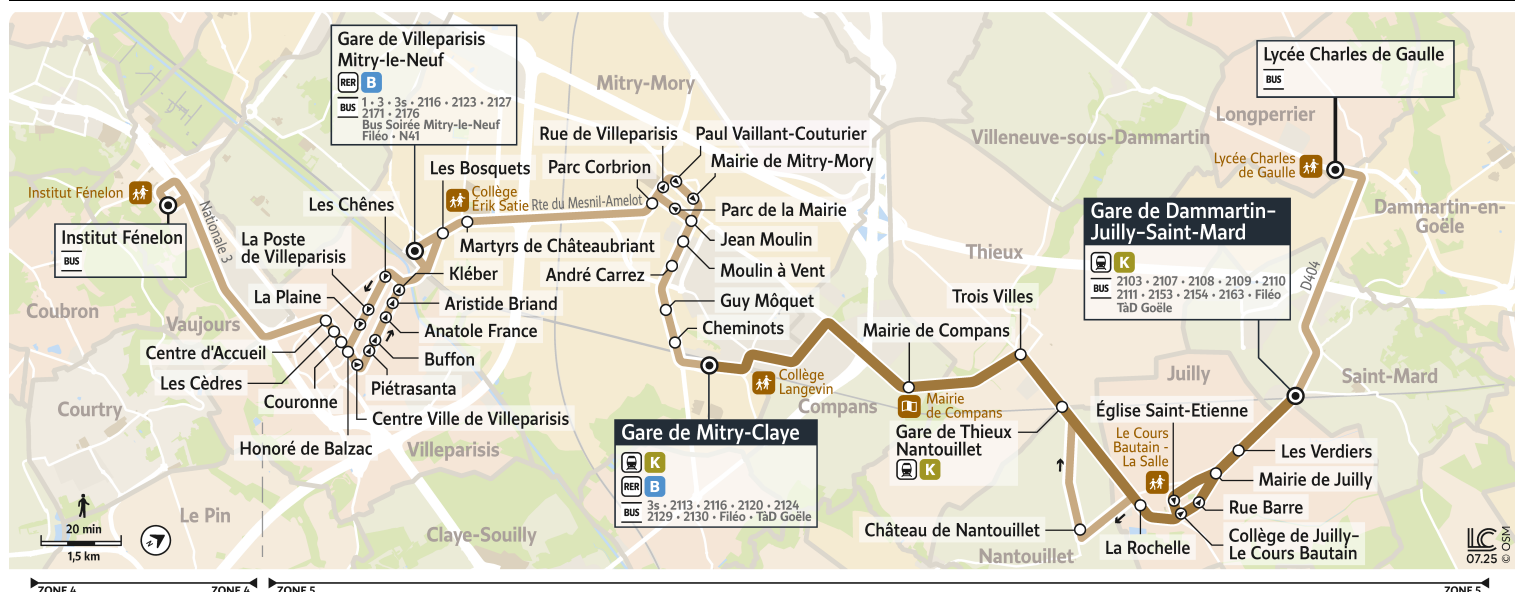 Gare de Villeparisis
Mitry-le-Neuf
RER B
BUS
1 • 3 • 3s • 2116 • 2123 • 2127
2171 • 2176
Bus Soirée Mitry-le-Neuf
Filéo • N41
Lycée Charles de Gaulle
BUS
Mitry-Mory
Longperrier
Villeneuve-sous-Dammartin
Rue de Villeparisis
Paul Vaillant-Couturier
Parc Corbrion
Mairie de Mitry-Mory
Les Bosquets
Lycée Charles
de Gaulle
Institut Fénelon
Collège
Érik Satie
Rte du Mesnil-Amelot
Les Chênes
Parc de la Mairie
Gare de Dammartin–
Juilly–Saint-Mard
K
BUS
2103 • 2107 • 2108 • 2109 • 2110
2111 • 2153 • 2154 • 2163 • Filéo
TàD Goële
Dammartin-en-
Goële
Nationale 3
Institut Fénelon
BUS
La Poste
de Villeparisis
Martyrs de Châteaubriant
Jean Moulin
Thieux
Kléber
André Carrez
Moulin à Vent
D404
La Plaine
Aristide Briand
Guy Môquet
Trois Villes
Coubron
Vaujours
Anatole France
Cheminots
Mairie de Compans
Centre d'Accueil
Buffon
Les Cèdres
Piétrasanta
Collège
Langevin
Juilly
Saint-Mard
Couronne
Compans
Mairie
de Compans
Courtry
Centre Ville de Villeparisis
Église Saint-Etienne
Honoré de Balzac
Villeparisis
Gare de Mitry-Claye
K
RER B
BUS
3s • 2113 • 2116 • 2120 • 2124
2129 • 2130 • Filéo • TàD Goële
Gare de Thieux
Nantouillet
K
Le Cours
Bautain -
La Salle
Les Verdiers
Mairie de Juilly
Rue Barre
Le Pin
Claye-Souilly
Château de Nantouillet
La Rochelle
Collège de Juilly–
Le Cours Bautain
Nantouillet
20 min
1,5 km
LC
07.25
© OSM
ZONE 4
ZONE 4
ZONE 5
ZONE 5